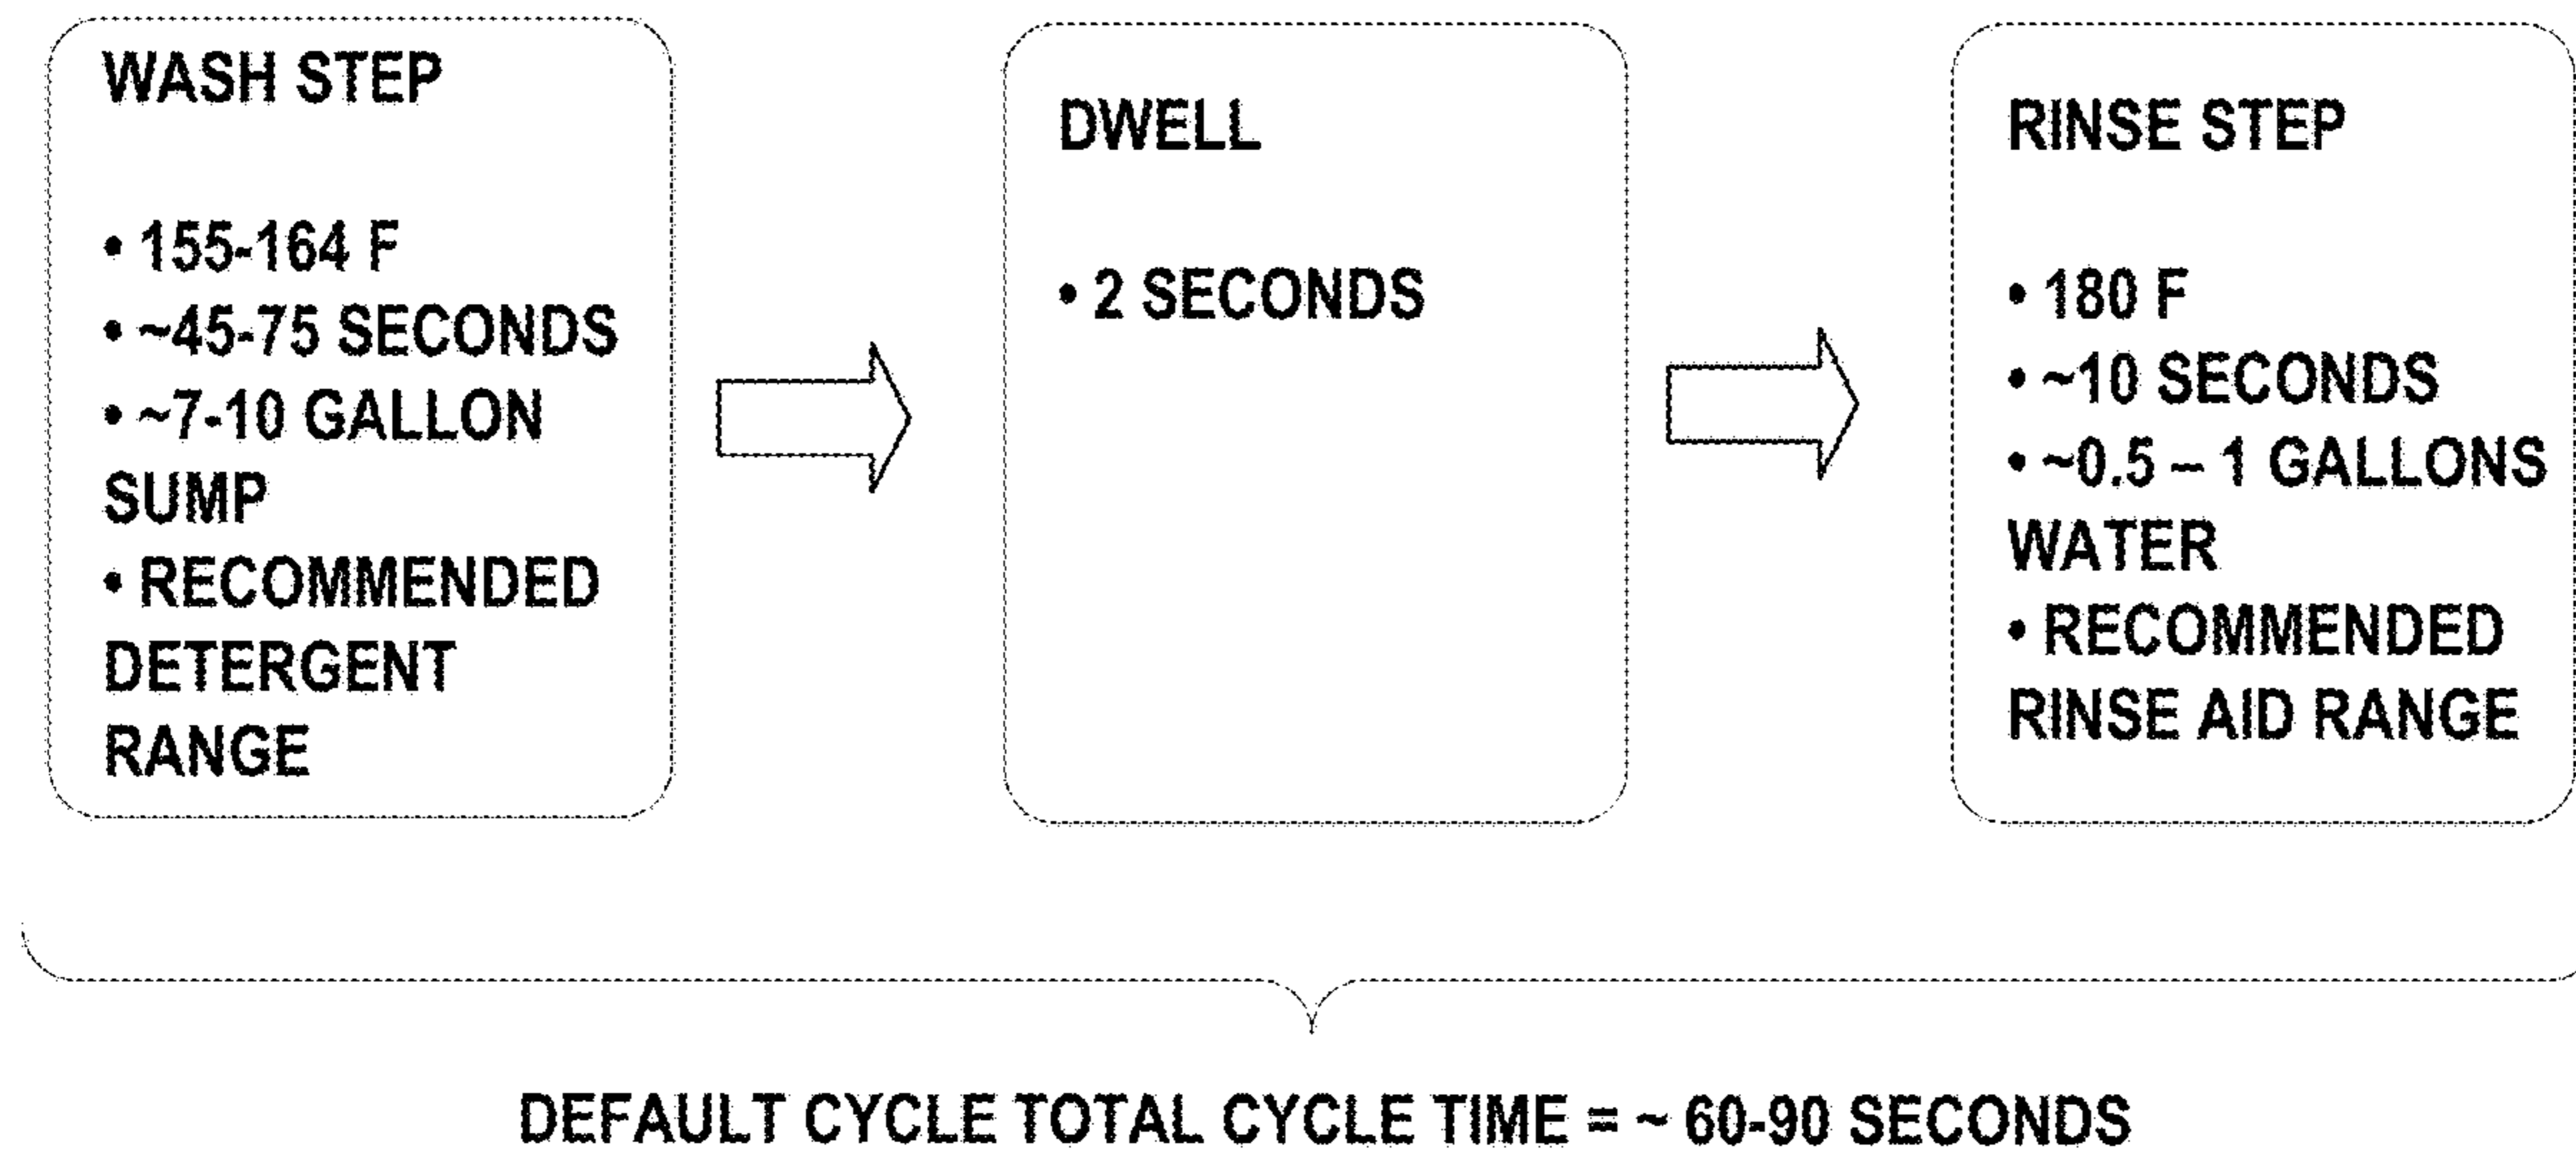 WASH STEP
• 155-164 F
• ~45-75 SECONDS
• ~7-10 GALLON
SUMP
• RECOMMENDED
DETERGENT
RANGE
DWELL
• 2 SECONDS
RINSE STEP
• 180 F
• ~10 SECONDS
• ~0.5 – 1 GALLONS
WATER
• RECOMMENDED
RINSE AID RANGE
DEFAULT CYCLE TOTAL CYCLE TIME = ~ 60-90 SECONDS